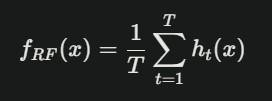 f_{RF}(x) = \frac{1}{T} \sum_{t=1}^{T} h_t(x)